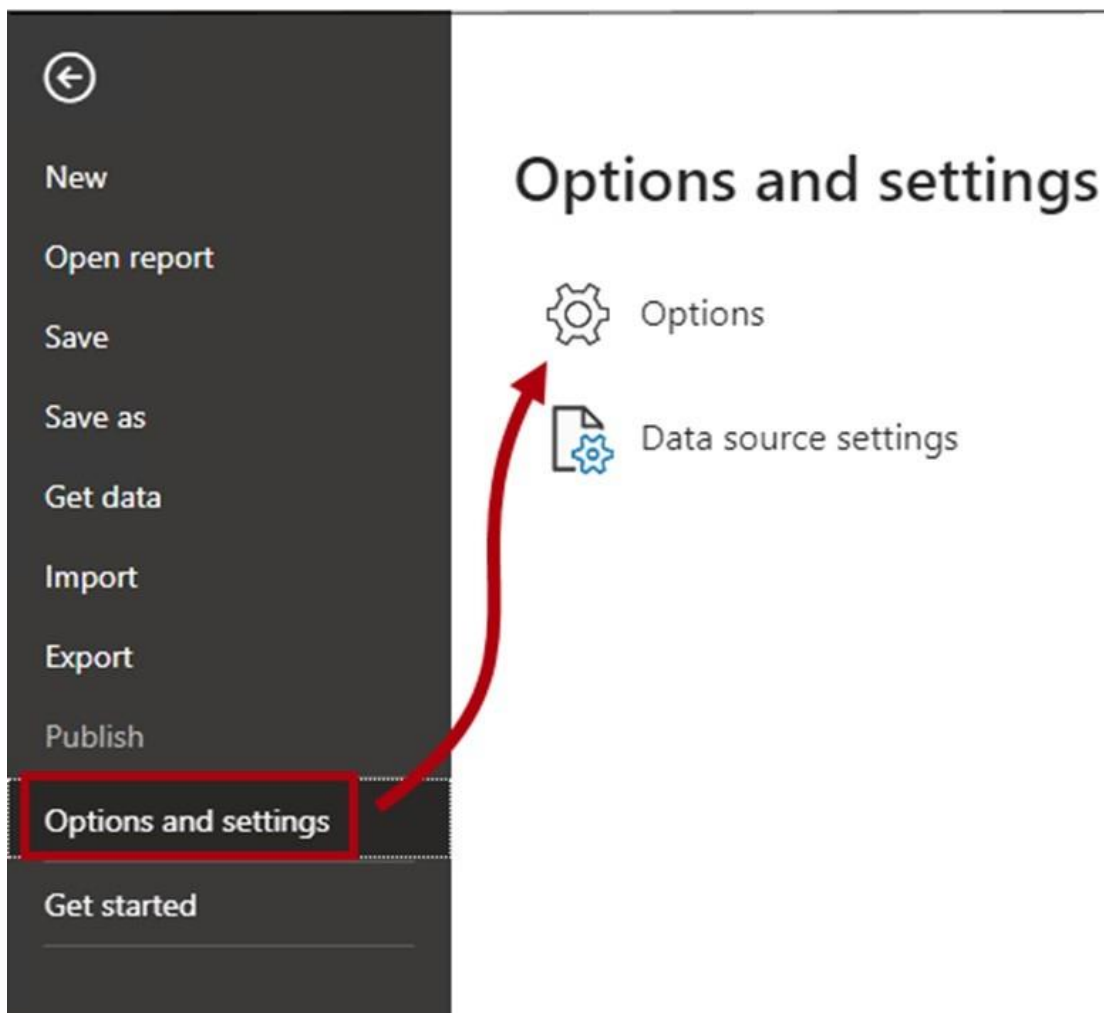 New
Open report
Save
Save as
Get data
Import
Export
Publish
Options and settings
Get started
Options and settings
Options
Data source settings